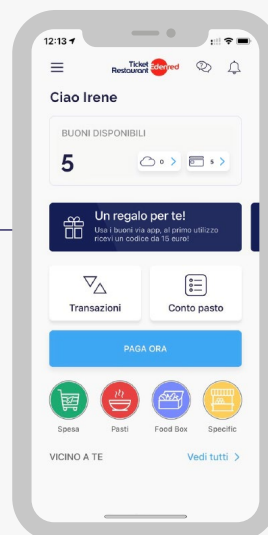 12:13
Ticket
Restaurant Edenred
Ciao Irene
BUONI DISPONIBILI
5
0 >
5 >
Un regalo per te!
Usa i buoni via app, al primo utilizzo
ricevi un codice da 15 euro!
Transazioni
Conto pasto
PAGA ORA
Spesa
Pasti
Food Box
Specific
VICINO A TE
Vedi tutti >